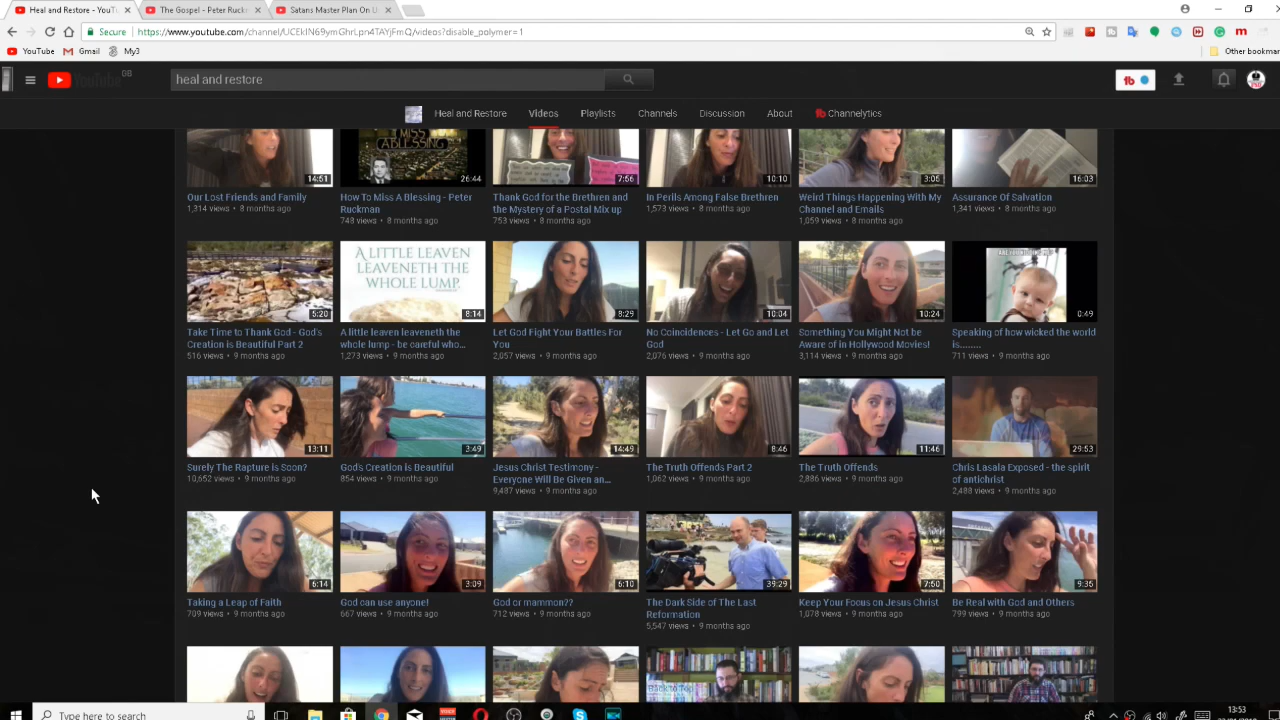 Heal and Restore - YouTu
The Gospel - Peter Ruckm
Satans Master Plan On U
Secure
https://www.youtube.com/channel/UCEkIN69ymGhrLpn4TAYjFmQ/videos?disable_polymer=1
YouTube
Gmail
My3
Other bookmar
YouTube GB
heal and restore
tb
Heal and Restore
Videos
Playlists
Channels
Discussion
About
tb Channelytics
MISS
A BLESSING
14:51
26:44
7:56
10:10
3:06
16:03
Our Lost Friends and Family
1,314 views • 8 months ago
How To Miss A Blessing - Peter
Ruckman
748 views • 8 months ago
Thank God for the Brethren and
the Mystery of a Postal Mix up
753 views • 8 months ago
In Perils Among False Brethren
1,573 views • 8 months ago
Weird Things Happening With My
Channel and Emails
1,059 views • 8 months ago
Assurance Of Salvation
1,341 views • 8 months ago
A LITTLE LEAVEN
LEAVENETH THE
WHOLE LUMP.
5:20
8:14
8:29
10:04
10:24
0:49
Take Time to Thank God - God's
Creation is Beautiful Part 2
516 views • 9 months ago
A little leaven leaveneth the
whole lump - be careful who...
1,273 views • 9 months ago
Let God Fight Your Battles For
You
2,057 views • 9 months ago
No Coincidences - Let Go and Let
God
2,076 views • 9 months ago
Something You Might Not be
Aware of in Hollywood Movies!
3,114 views • 9 months ago
Speaking of how wicked the world
is........
711 views • 9 months ago
13:11
3:49
14:49
8:46
11:46
29:53
Surely The Rapture is Soon?
10,652 views • 9 months ago
God's Creation is Beautiful
854 views • 9 months ago
Jesus Christ Testimony -
Everyone Will Be Given an...
9,487 views • 9 months ago
The Truth Offends Part 2
1,062 views • 9 months ago
The Truth Offends
2,886 views • 9 months ago
Chris Lasala Exposed - the spirit
of antichrist
2,488 views • 9 months ago
6:14
3:09
6:10
39:29
7:50
9:35
Taking a Leap of Faith
709 views • 9 months ago
God can use anyone!
667 views • 9 months ago
God or mammon??
712 views • 9 months ago
The Dark Side of The Last
Reformation
5,547 views • 9 months ago
Keep Your Focus on Jesus Christ
1,078 views • 9 months ago
Be Real with God and Others
799 views • 9 months ago
Back to Top
Type here to search
13:53